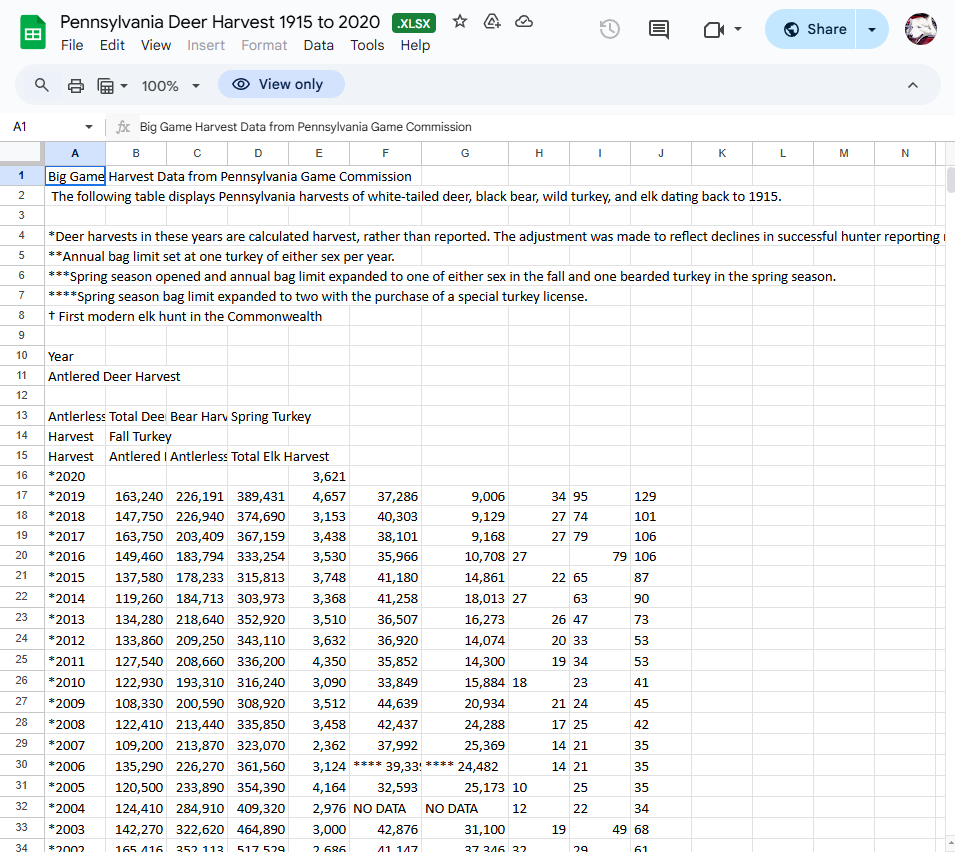 Pennsylvania Deer Harvest 1915 to 2020 .XLSX
File Edit View Insert Format Data Tools Help
Share
100% View only
A1 fx Big Game Harvest Data from Pennsylvania Game Commission
A B C D E F G H I J K L M N
1 Big Game Harvest Data from Pennsylvania Game Commission
2 The following table displays Pennsylvania harvests of white-tailed deer, black bear, wild turkey, and elk dating back to 1915.
3
4 *Deer harvests in these years are calculated harvest, rather than reported. The adjustment was made to reflect declines in successful hunter reporting
5 **Annual bag limit set at one turkey of either sex per year.
6 ***Spring season opened and annual bag limit expanded to one of either sex in the fall and one bearded turkey in the spring season.
7 ****Spring season bag limit expanded to two with the purchase of a special turkey license.
8 † First modern elk hunt in the Commonwealth
9
10 Year
11 Antlered Deer Harvest
12
13 Antlerless Total Dee Bear Harv Spring Turkey
14 Harvest Fall Turkey
15 Harvest Antlered Antlerless Total Elk Harvest
16 *2020 3,621
17 *2019 163,240 226,191 389,431 4,657 37,286 9,006 34 95 129
18 *2018 147,750 226,940 374,690 3,153 40,303 9,129 27 74 101
19 *2017 163,750 203,409 367,159 3,438 38,101 9,168 27 79 106
20 *2016 149,460 183,794 333,254 3,530 35,966 10,708 27 79 106
21 *2015 137,580 178,233 315,813 3,748 41,180 14,861 22 65 87
22 *2014 119,260 184,713 303,973 3,368 41,258 18,013 27 63 90
23 *2013 134,280 218,640 352,920 3,510 36,507 16,273 26 47 73
24 *2012 133,860 209,250 343,110 3,632 36,920 14,074 20 33 53
25 *2011 127,540 208,660 336,200 4,350 35,852 14,300 19 34 53
26 *2010 122,930 193,310 316,240 3,090 33,849 15,884 18 23 41
27 *2009 108,330 200,590 308,920 3,512 44,639 20,934 21 24 45
28 *2008 122,410 213,440 335,850 3,458 42,437 24,288 17 25 42
29 *2007 109,200 213,870 323,070 2,362 37,992 25,369 14 21 35
30 *2006 135,290 226,270 361,560 3,124 **** 39,339 **** 24,482 14 21 35
31 *2005 120,500 233,890 354,390 4,164 32,593 25,173 10 25 35
32 *2004 124,410 284,910 409,320 2,976 NO DATA NO DATA 12 22 34
33 *2003 142,270 322,620 464,890 3,000 42,876 31,100 19 49 68
34 *2002 165,416 352,113 517,529 2,686 41,147 37,346 32 29 61